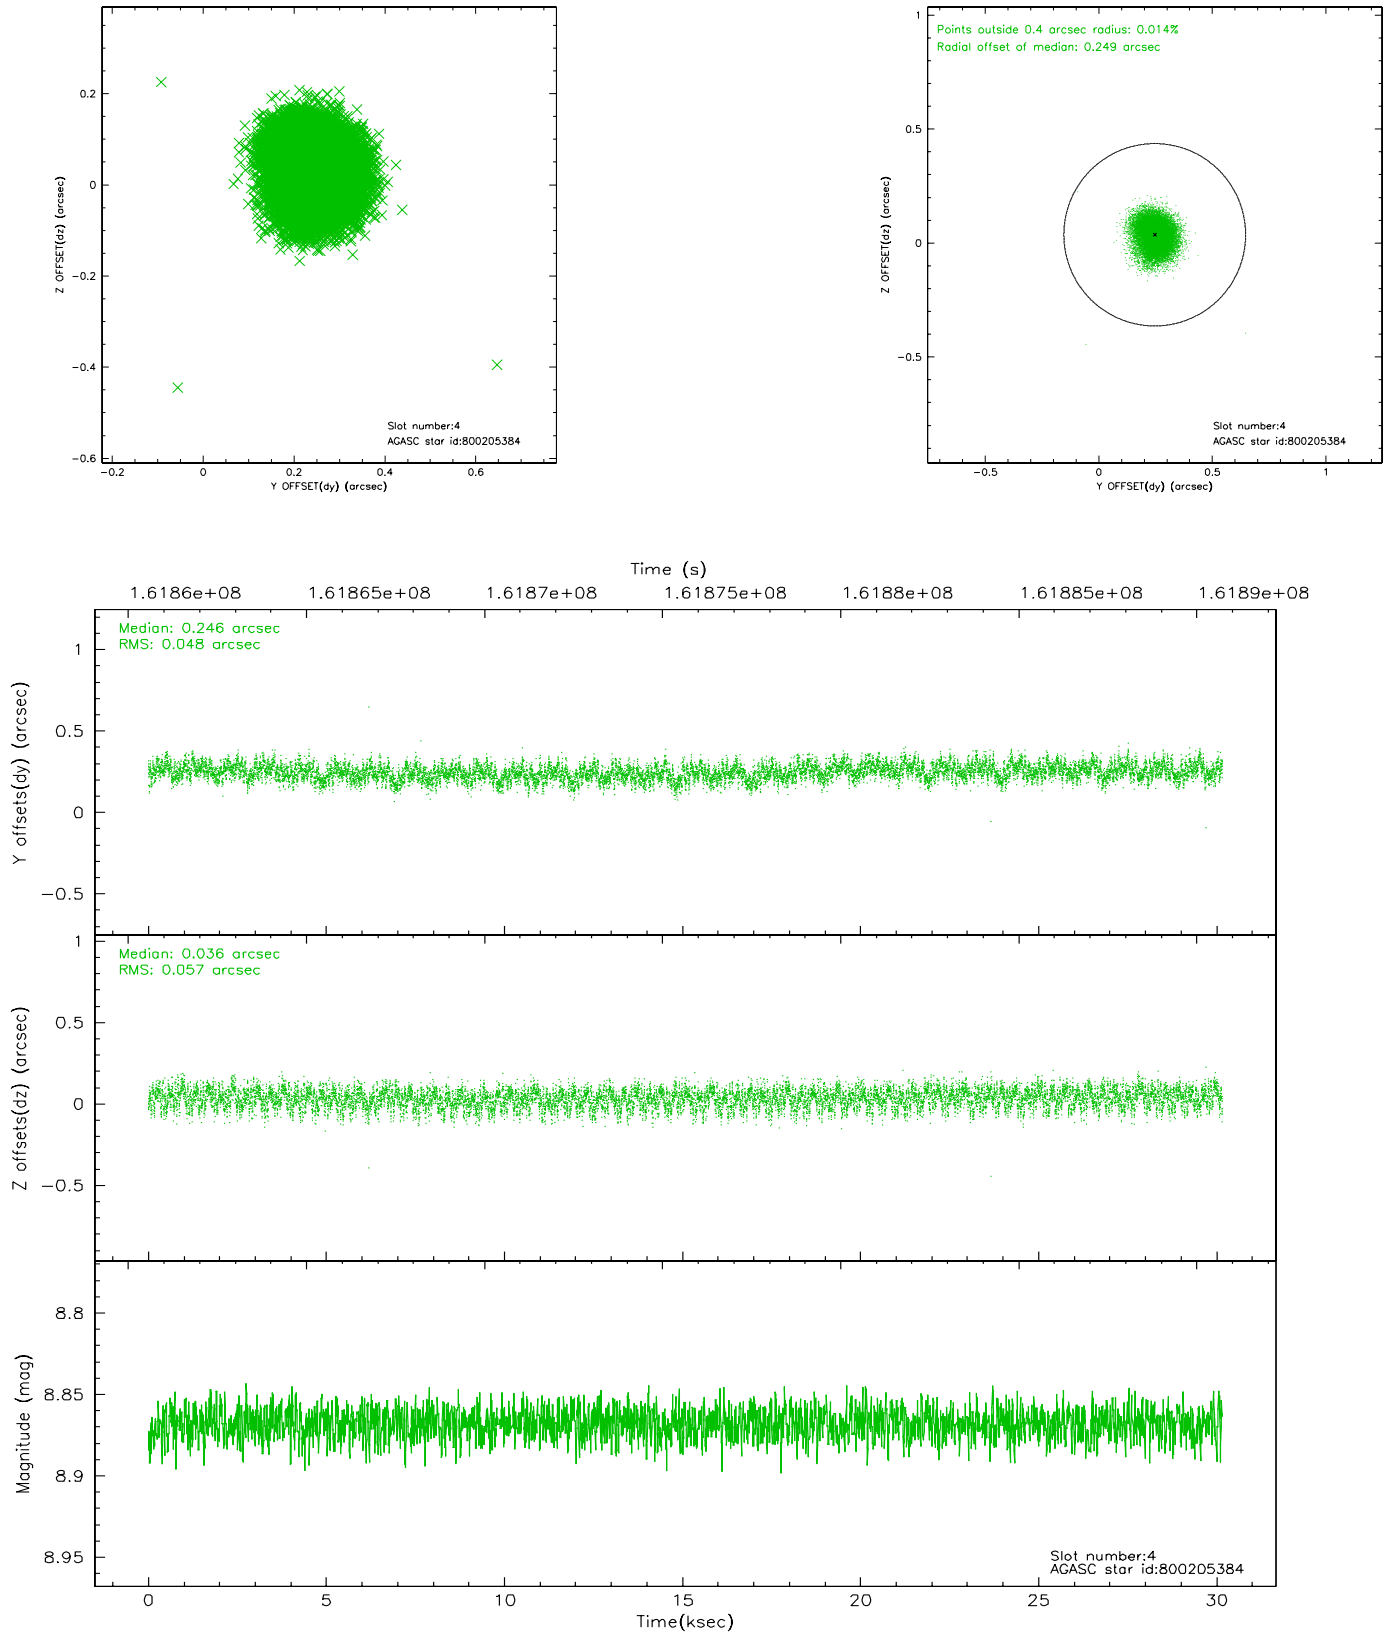 0.2
0
−0.2
−0.4
−0.6
Z OFFSET(dz) (arcsec)
Slot number:4
AGASC star id:800205384
−0.2 0 0.2 0.4 0.6
Y OFFSET(dy) (arcsec)
Points outside 0.4 arcsec radius: 0.014%
Radial offset of median: 0.249 arcsec
1
0.5
0
−0.5
Z OFFSET(dz) (arcsec)
Slot number:4
AGASC star id:800205384
−0.5 0 0.5 1
Y OFFSET(dy) (arcsec)
Time (s)
1.6186e+08 1.61865e+08 1.6187e+08 1.61875e+08 1.6188e+08 1.61885e+08 1.6189e+08
Median: 0.246 arcsec
RMS: 0.048 arcsec
1
0.5
0
−0.5
Y offsets(dy) (arcsec)
Median: 0.036 arcsec
RMS: 0.057 arcsec
1
0.5
0
−0.5
Z offsets(dz) (arcsec)
8.8
8.85
8.9
8.95
Magnitude (mag)
Slot number:4
AGASC star id:800205384
0 5 10 15 20 25 30
Time(ksec)